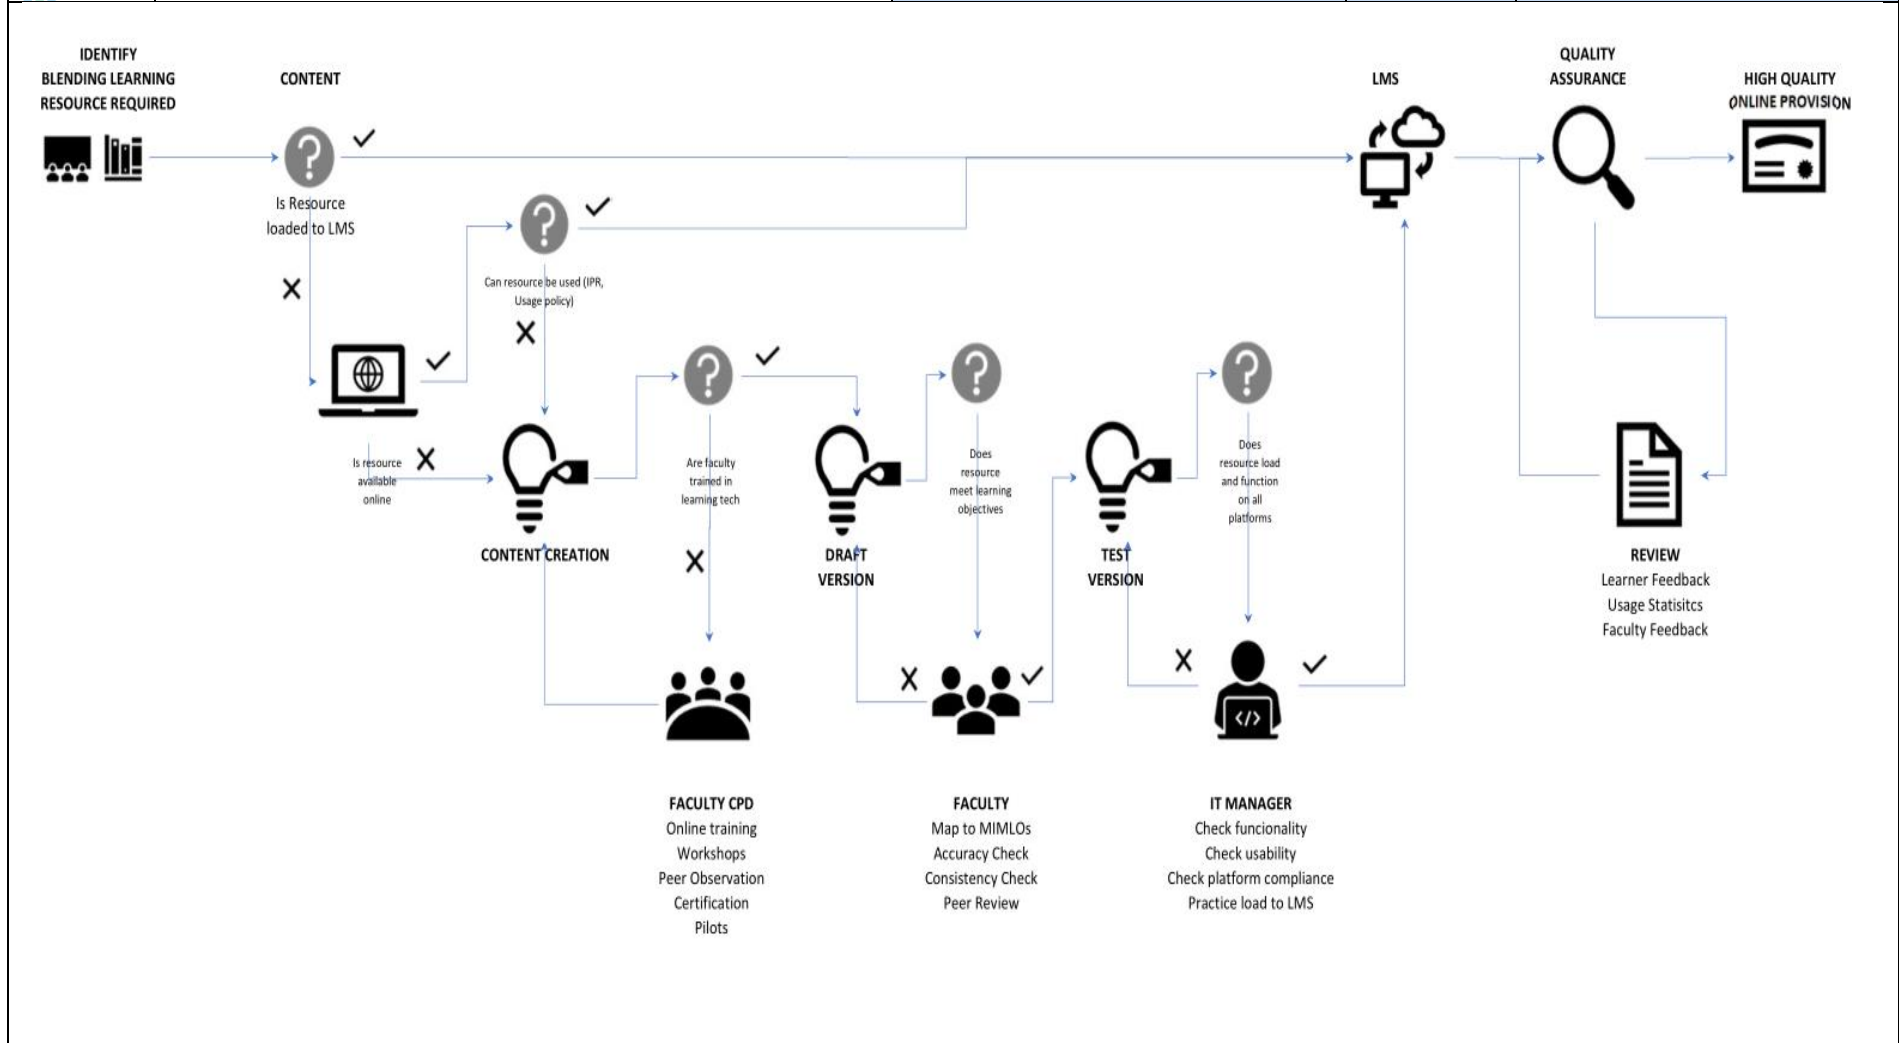 IDENTIFY
BLENDING LEARNING
RESOURCE REQUIRED
CONTENT
Is Resource
loaded to LMS
Can resource be used (IPR,
Usage policy)
Is resource
available
online
CONTENT CREATION
Are faculty
trained in
learning tech
DRAFT
VERSION
Does
resource
meet learning
objectives
TEST
VERSION
Does
resource load
and function
on all
platforms
LMS
QUALITY
ASSURANCE
HIGH QUALITY
ONLINE PROVISION
REVIEW
Learner Feedback
Usage Statisitcs
Faculty Feedback
FACULTY CPD
Online training
Workshops
Peer Observation
Certification
Pilots
FACULTY
Map to MIMLOs
Accuracy Check
Consistency Check
Peer Review
</>
IT MANAGER
Check funcionality
Check usability
Check platform compliance
Practice load to LMS